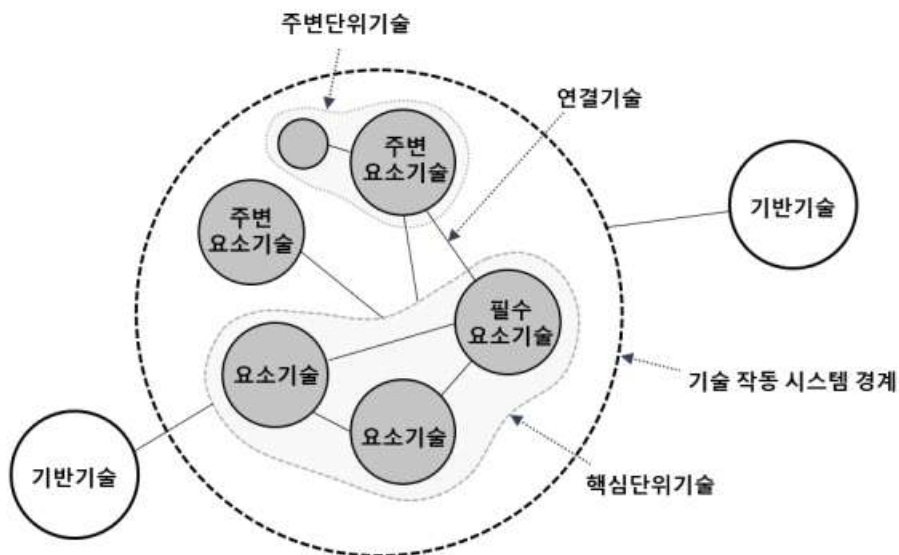 주변단위기술
연결기술
주변
요소기술
기반기술
주변
요소기술
필수
요소기술
요소기술
기술 작동 시스템 경계
요소기술
기반기술
핵심단위기술